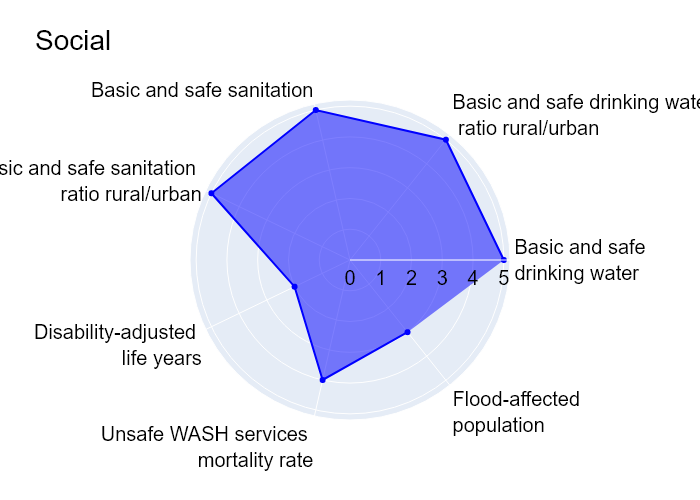 Social
Basic and safe sanitation
Basic and safe drinking wate
ratio rural/urban
sic and safe sanitation
ratio rural/urban
Basic and safe
drinking water
0 1 2 3 4 5
Disability-adjusted
life years
Flood-affected
population
Unsafe WASH services
mortality rate